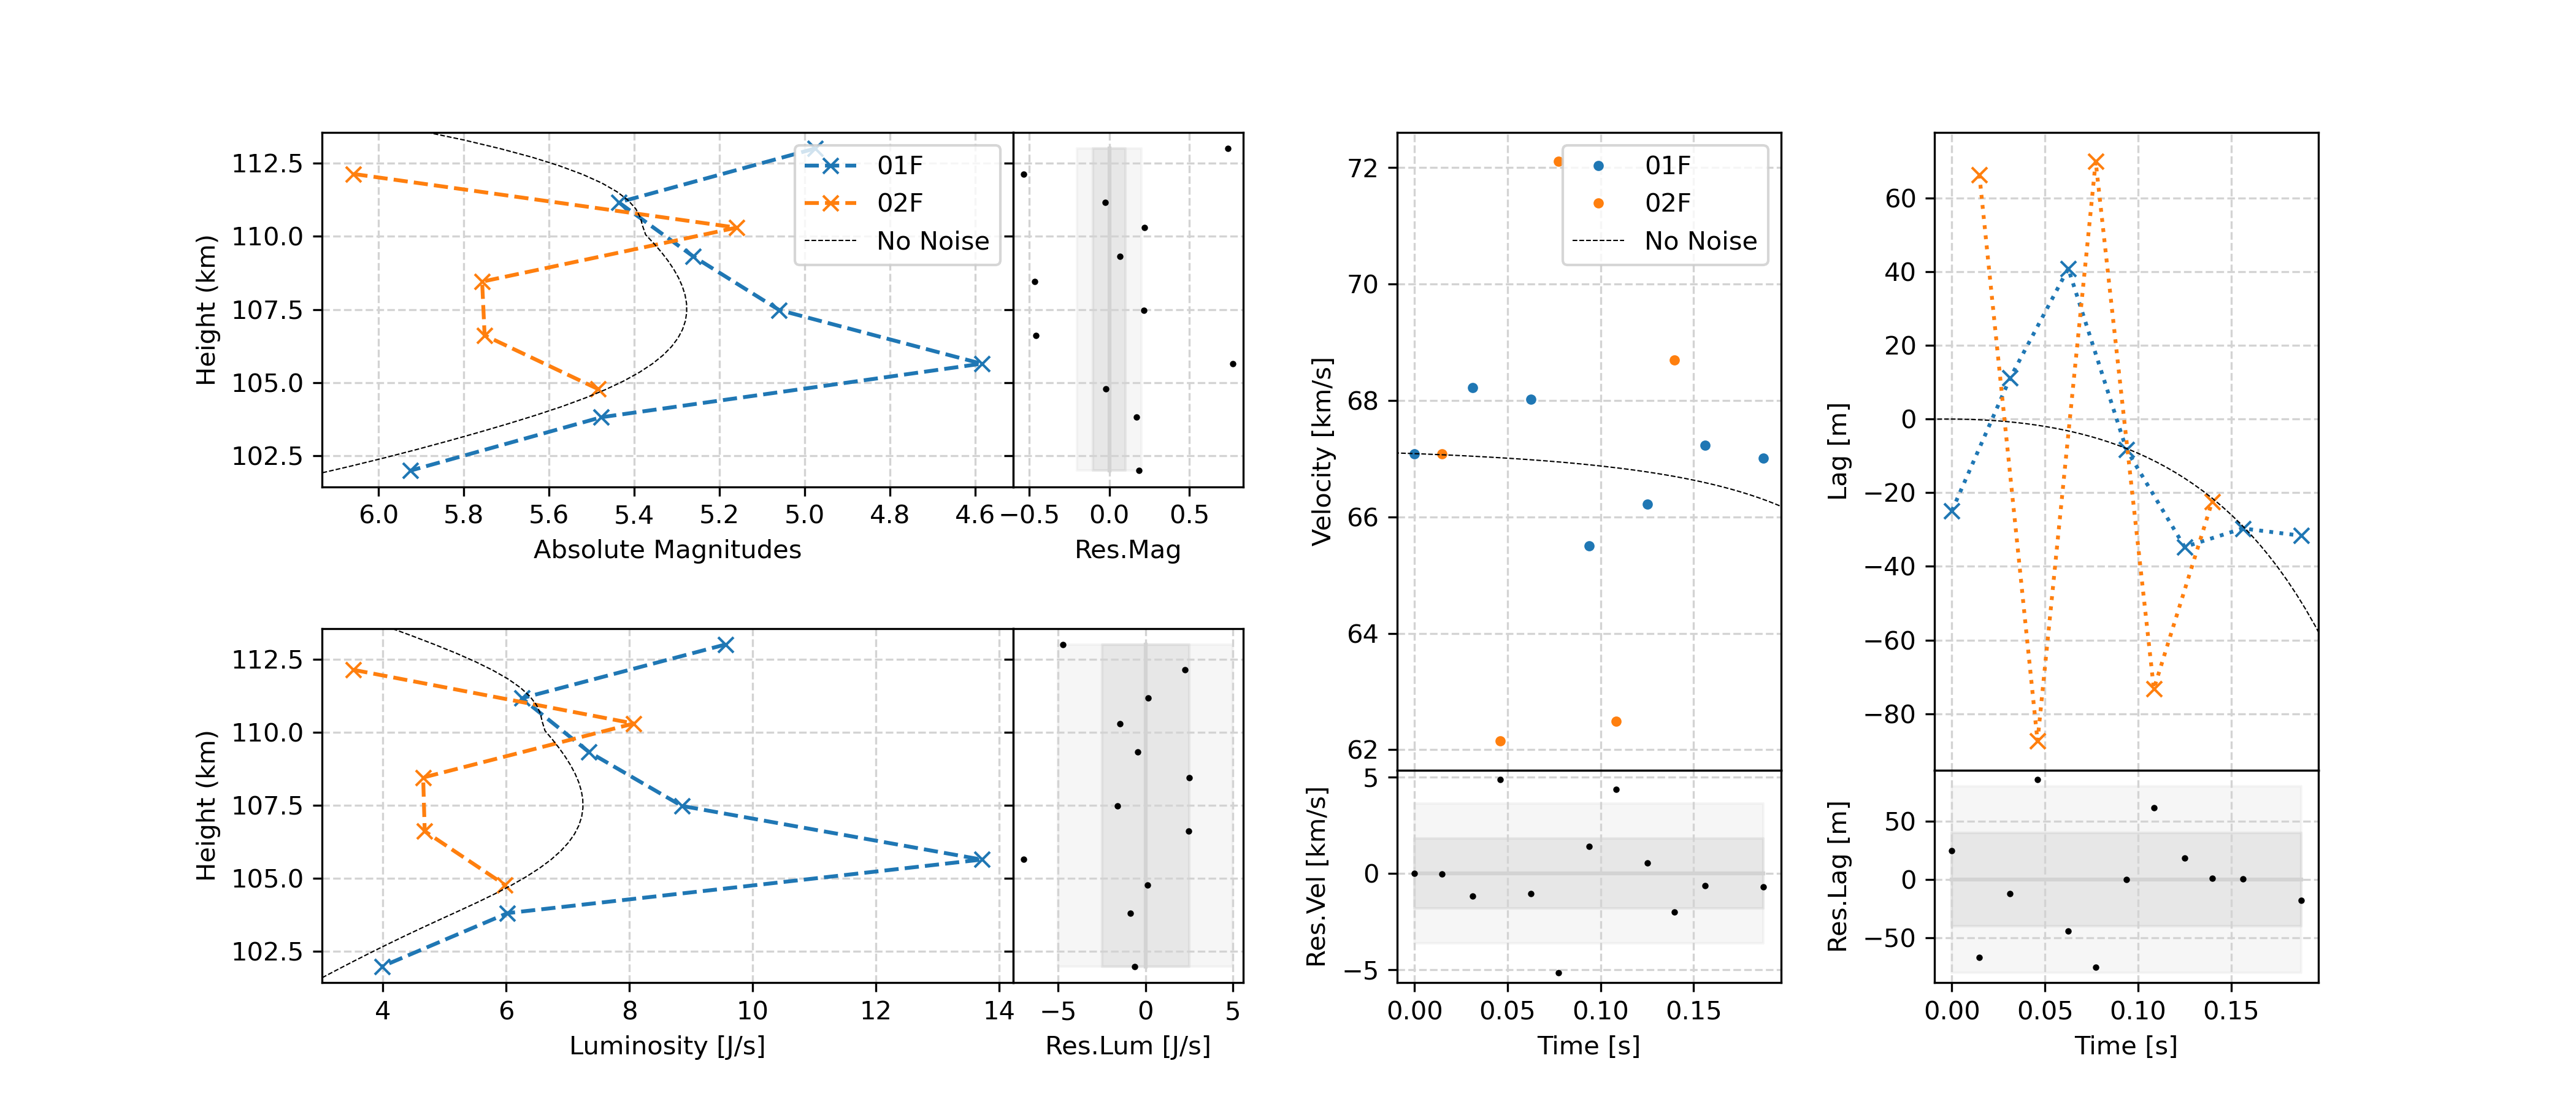 112.5
110.0
107.5
105.0
102.5
Height (km)
6.0 5.8 5.6 5.4 5.2 5.0 4.8 4.6
Absolute Magnitudes
01F
02F
No Noise
−0.5 0.0 0.5
Res.Mag
112.5
110.0
107.5
105.0
102.5
Height (km)
4 6 8 10 12 14
Luminosity [J/s]
−5 0 5
Res.Lum [J/s]
72
70
68
66
64
62
Velocity [km/s]
01F
02F
No Noise
5
0
−5
Res.Vel [km/s]
0.00 0.05 0.10 0.15
Time [s]
60
40
20
0
−20
−40
−60
−80
Lag [m]
50
0
−50
Res.Lag [m]
0.00 0.05 0.10 0.15
Time [s]